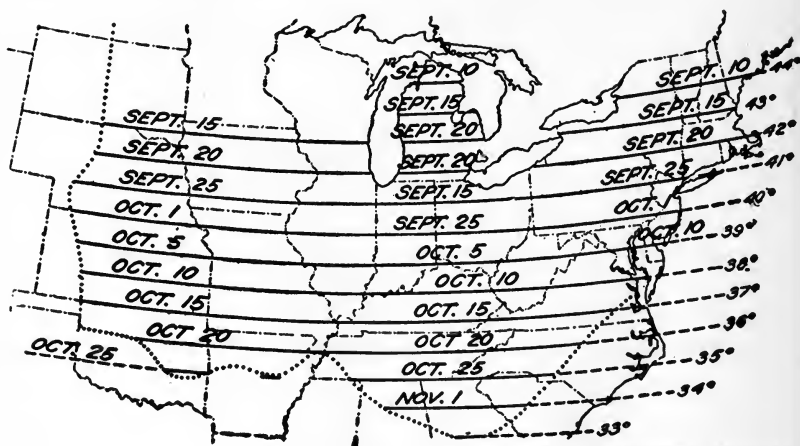 SEPT. 10
SEPT. 10
44°
SEPT. 15
SEPT. 15
SEPT. 15
43°
SEPT. 20
SEPT. 20
SEPT. 20
42°
SEPT. 20
SEPT. 25
41°
SEPT. 25
SEPT. 15
OCT. 1
SEPT. 25
OCT.
40°
OCT. 5
OCT. 5
OCT. 10
39°
OCT. 10
OCT. 10
38°
OCT. 15
OCT. 15
37°
OCT 20
OCT 20
36°
OCT. 25
OCT. 25
35°
NOV. 1
34°
33°